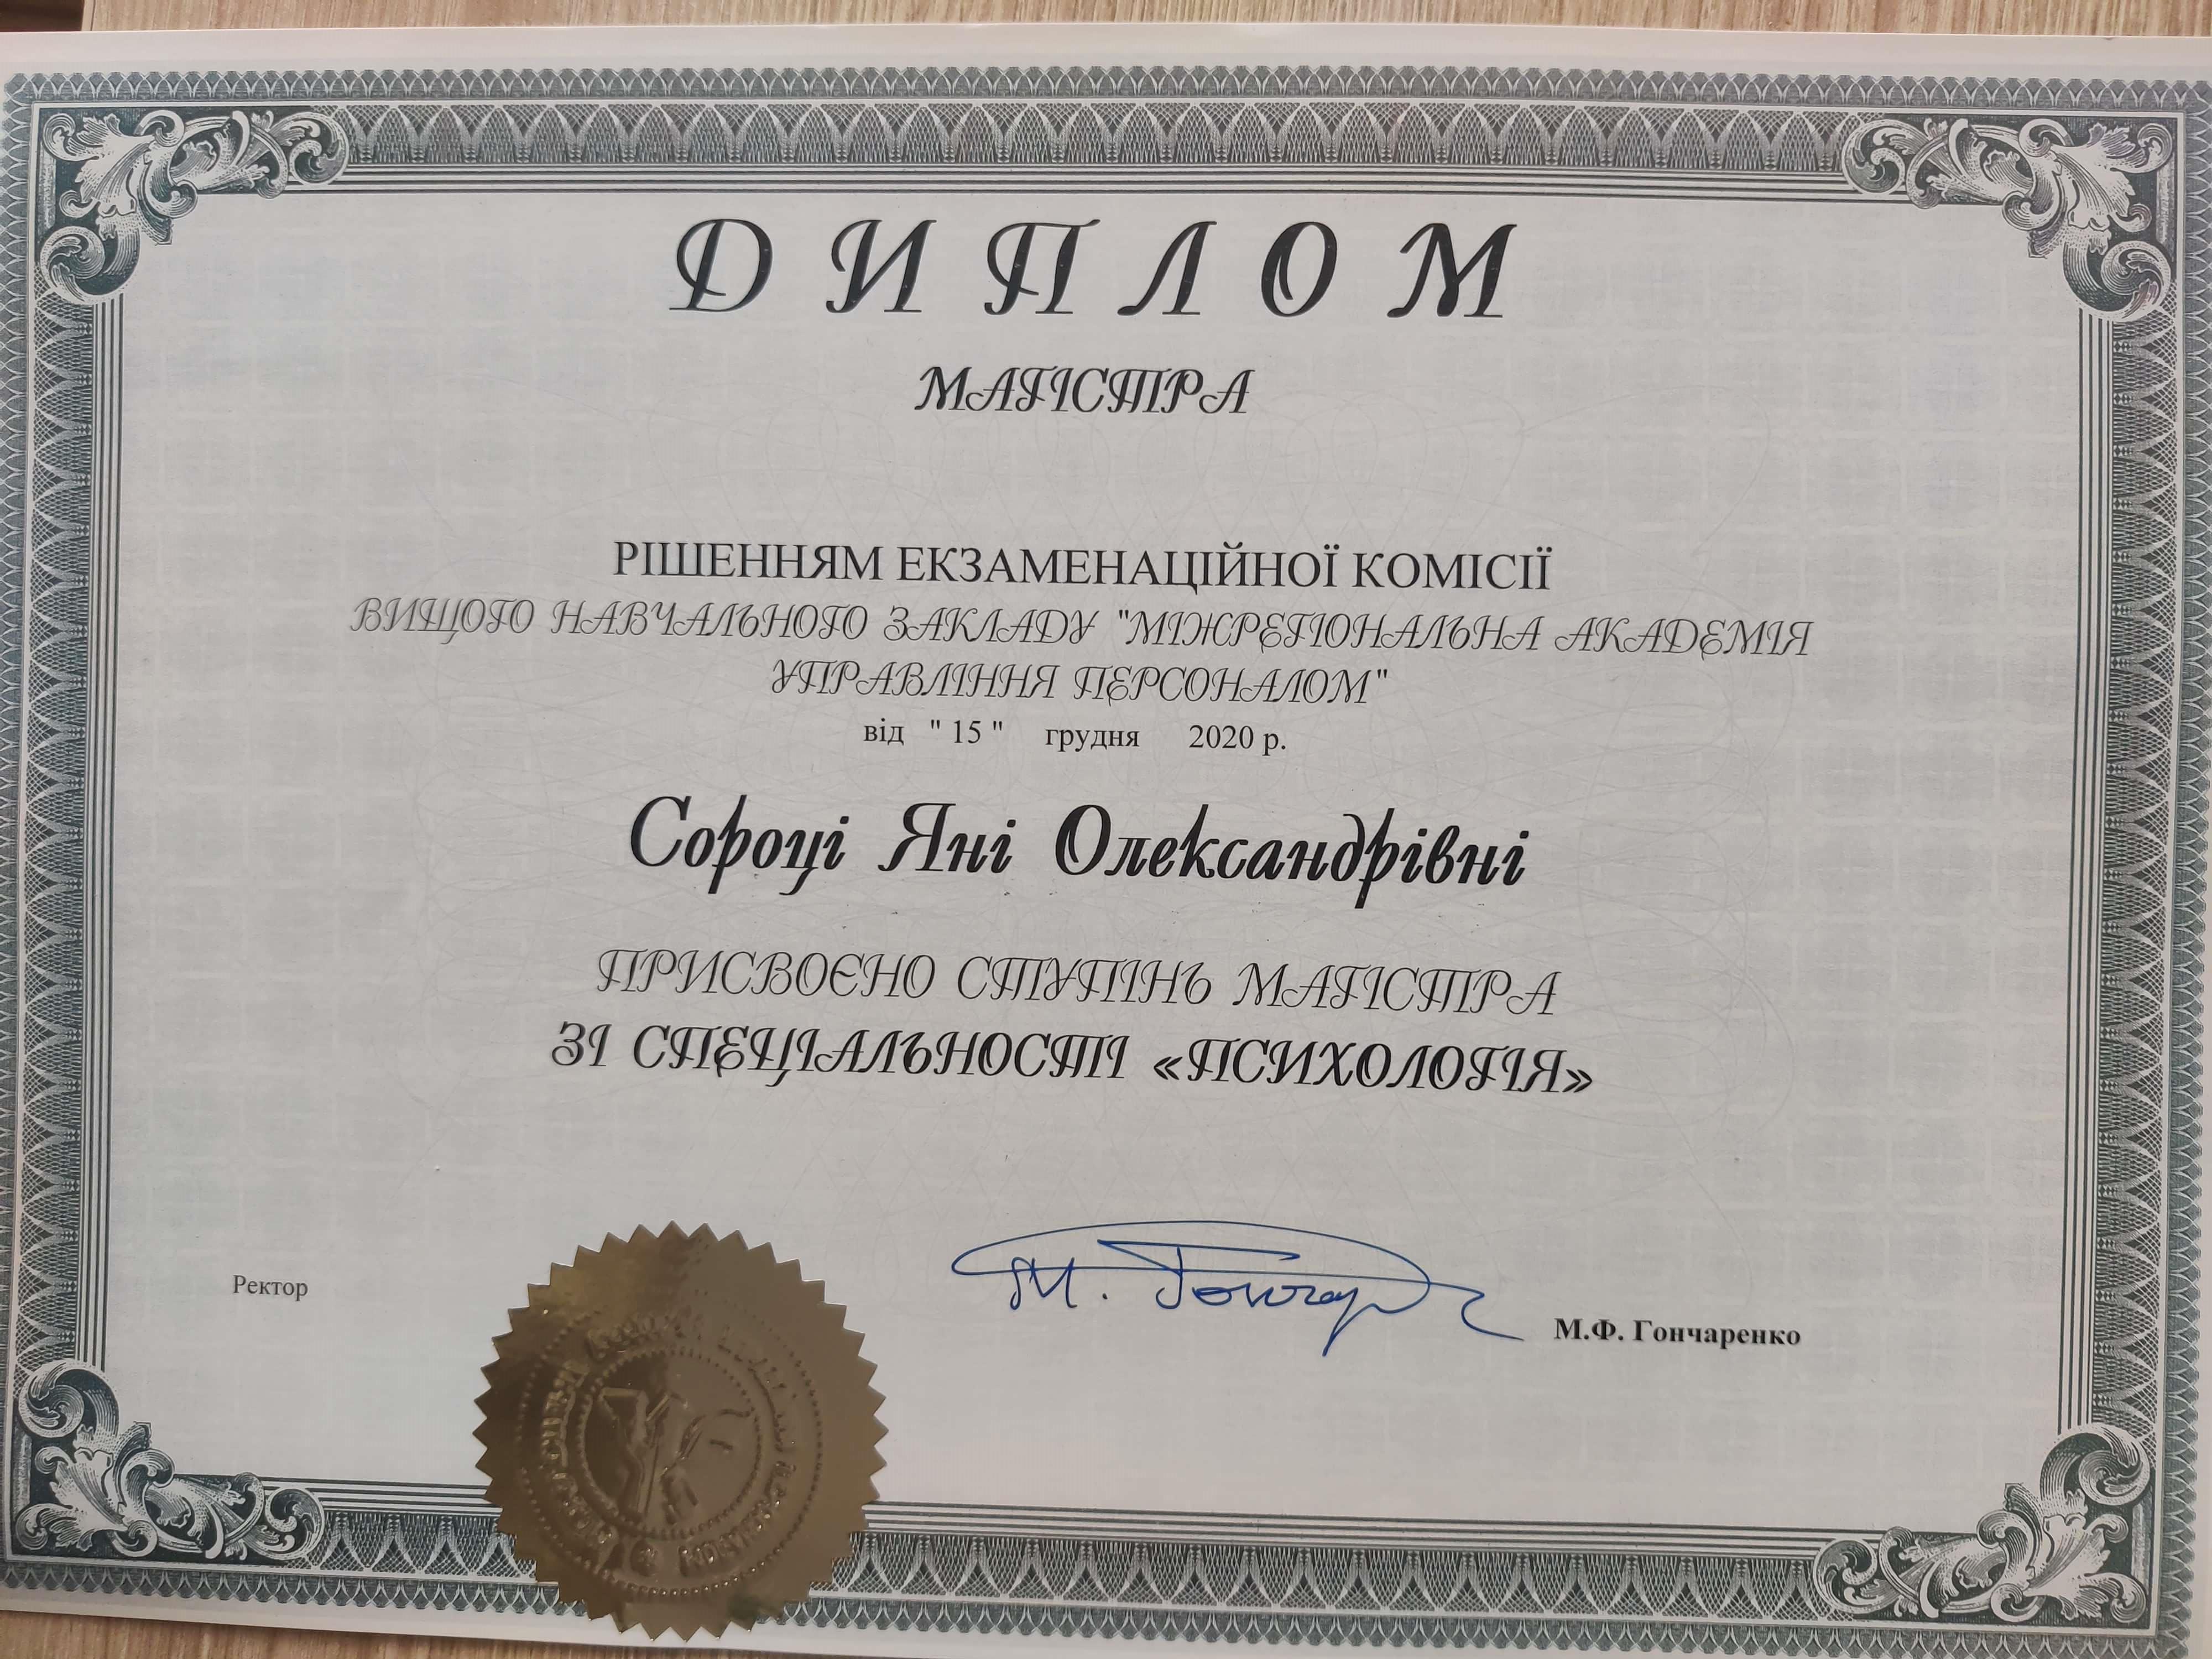 ДИПЛОМ
МАГІСТРА
РІШЕННЯМ ЕКЗАМЕНАЦІЙНОЇ КОМІСІЇ
ВИЩОГО НАВЧАЛЬНОГО ЗАКЛАДУ "МІЖРЕГІОНАЛЬНА АКАДЕМІЯ
УПРАВЛІННЯ ПЕРСОНАЛОМ"
від " 15 " грудня 2020 р.
Сороці Яні Олександрівні
ПРИСВОЄНО СТУПІНЬ МАГІСТРА
ЗІ СПЕЦІАЛЬНОСТІ «ПСИХОЛОГІЯ»
Ректор
М. Гончар
М.Ф. Гончаренко